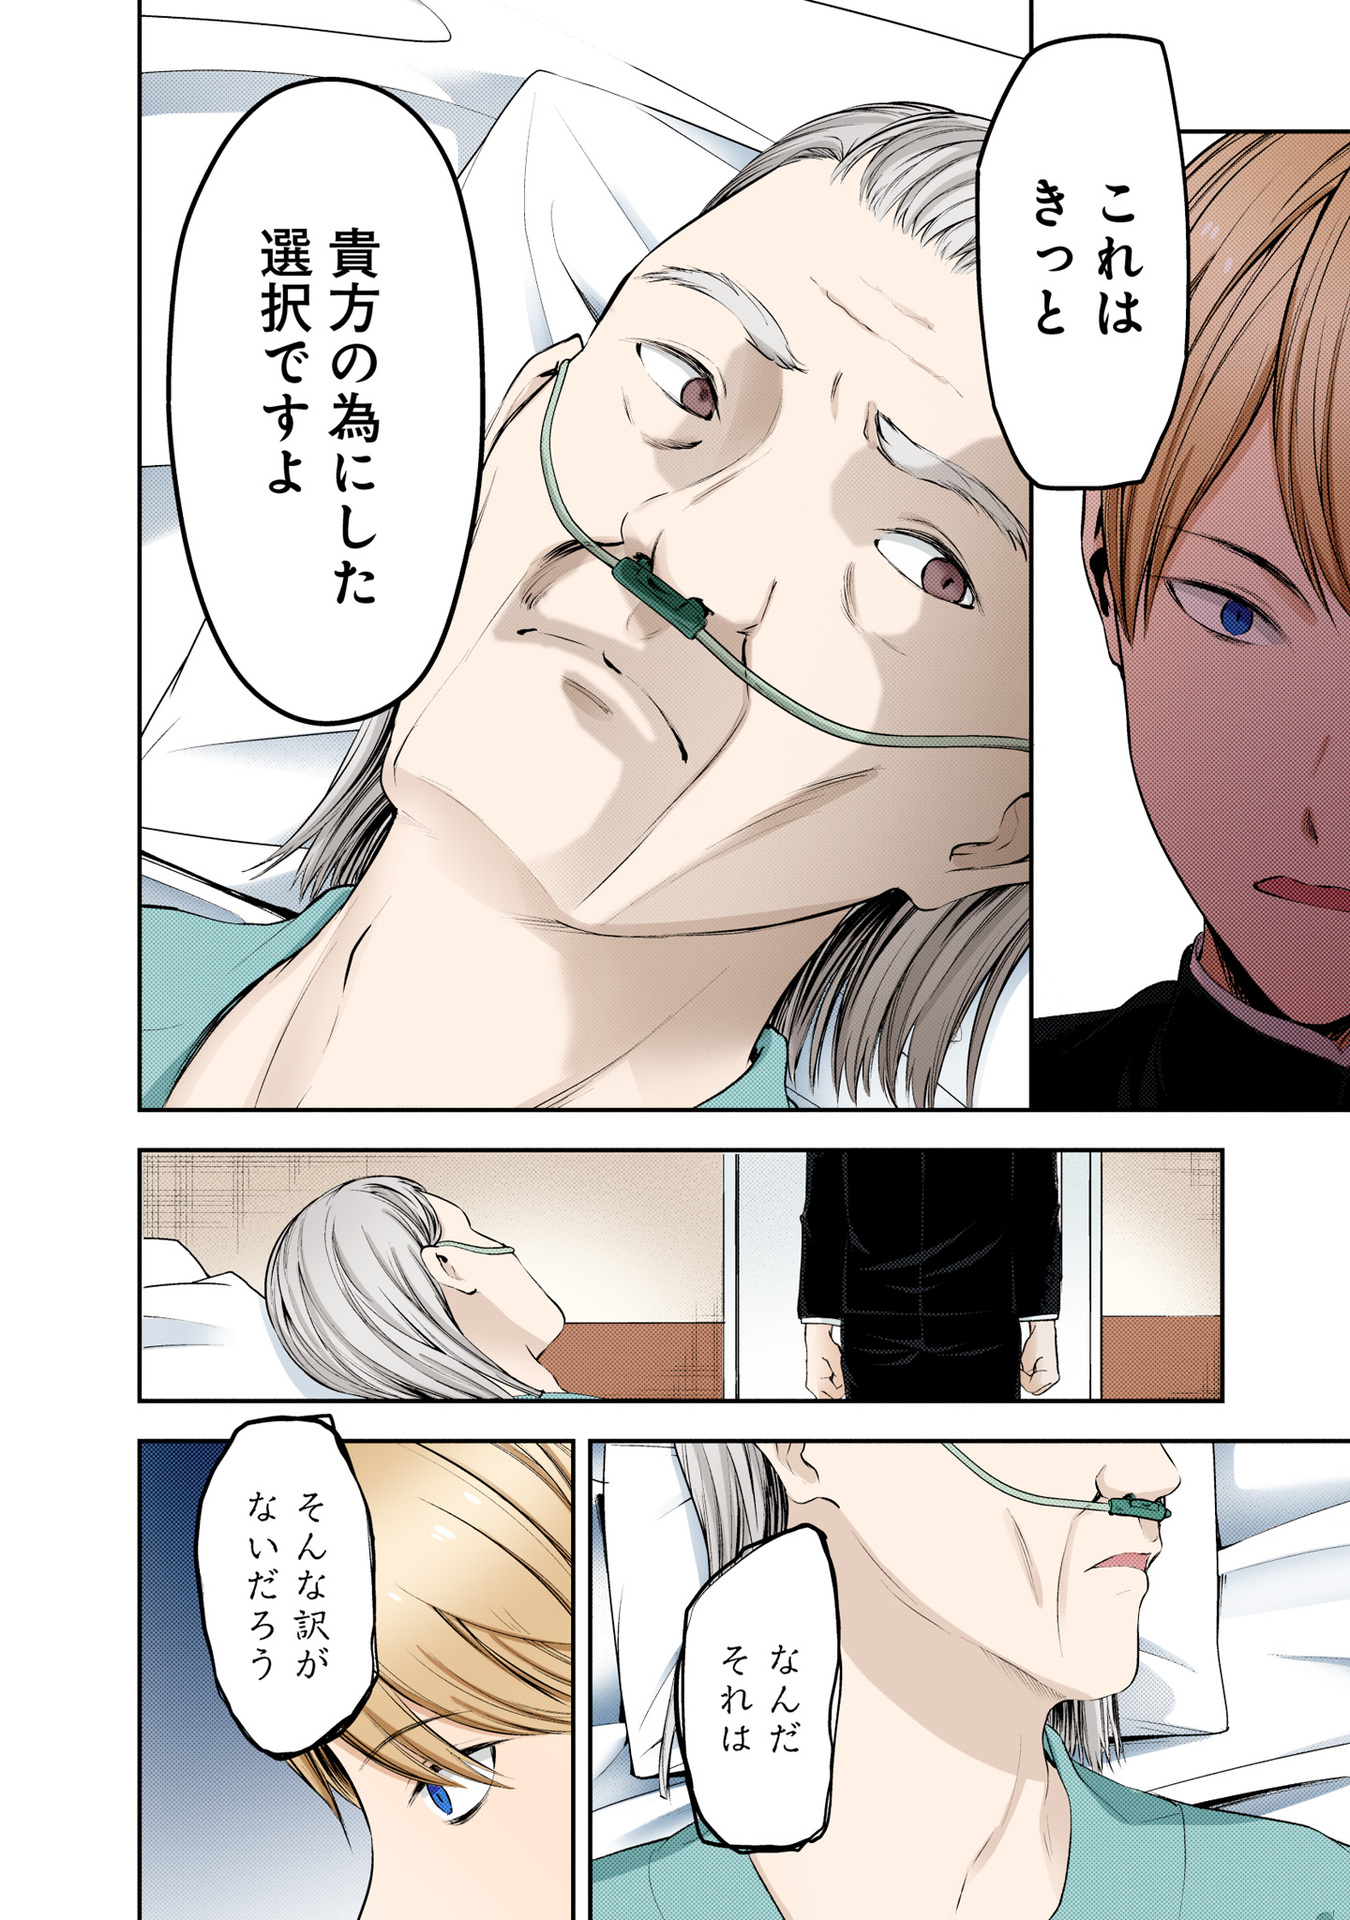 これは
きっと
貴方の為にした
選択ですよ
なんだ
それは
そんな訳が
ないだろう